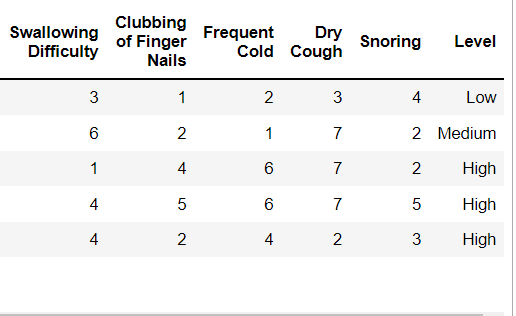 Swallowing Difficulty Clubbing of Finger Nails Frequent Cold Dry Cough Snoring Level
3 1 2 3 4 Low
6 2 1 7 2 Medium
1 4 6 7 2 High
4 5 6 7 5 High
4 2 4 2 3 High